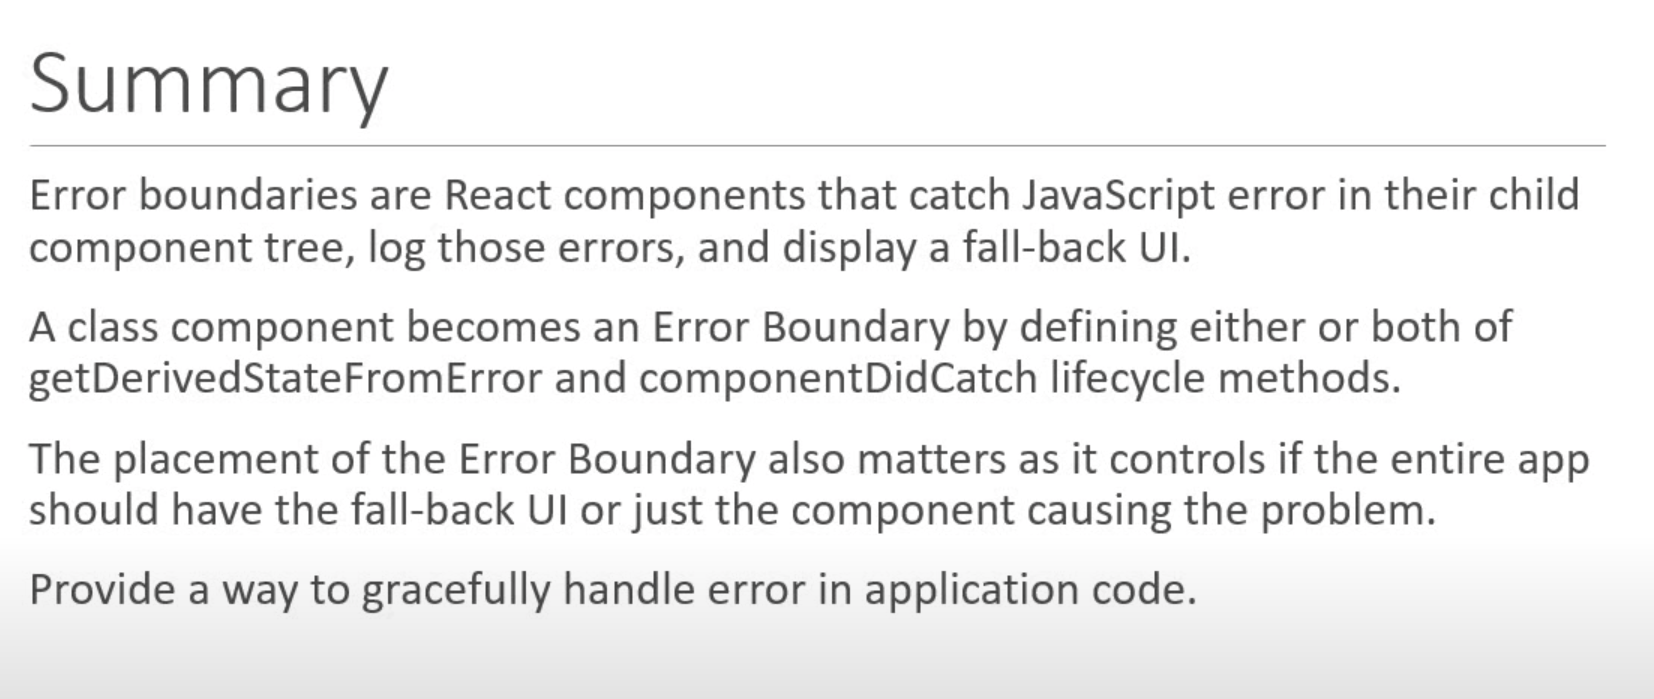 Summary
Error boundaries are React components that catch JavaScript error in their child
component tree, log those errors, and display a fall-back UI.
A class component becomes an Error Boundary by defining either or both of
getDerivedStateFromError and componentDidCatch lifecycle methods.
The placement of the Error Boundary also matters as it controls if the entire app
should have the fall-back UI or just the component causing the problem.
Provide a way to gracefully handle error in application code.